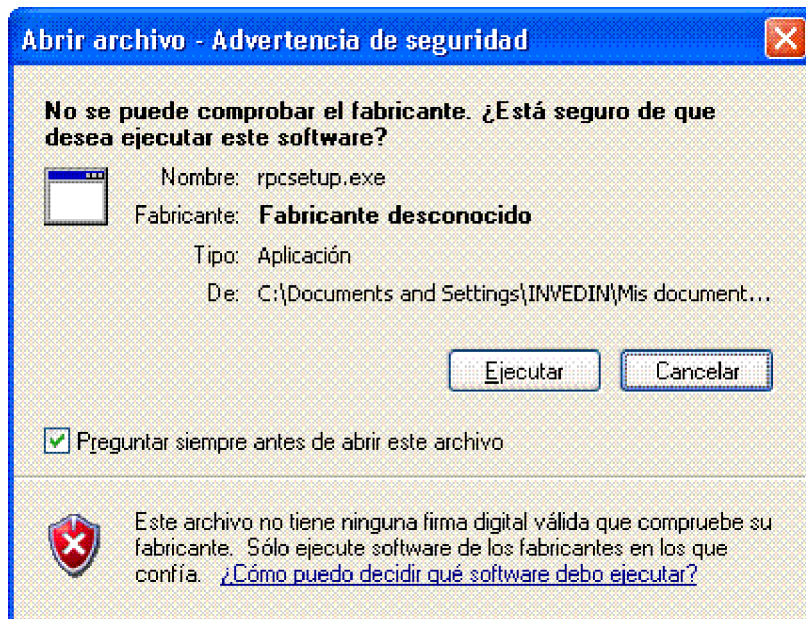 Abrir archivo - Advertencia de seguridad
No se puede comprobar el fabricante. ¿Está seguro de que
desea ejecutar este software?
Nombre: rpcsetup.exe
Fabricante: Fabricante desconocido
Tipo: Aplicación
De: C:\Documents and Settings\INVEDIN\Mis document...
Ejecutar Cancelar
Preguntar siempre antes de abrir este archivo
Este archivo no tiene ninguna firma digital válida que compruebe su
fabricante. Sólo ejecute software de los fabricantes en los que
confía. ¿Cómo puedo decidir qué software debo ejecutar?